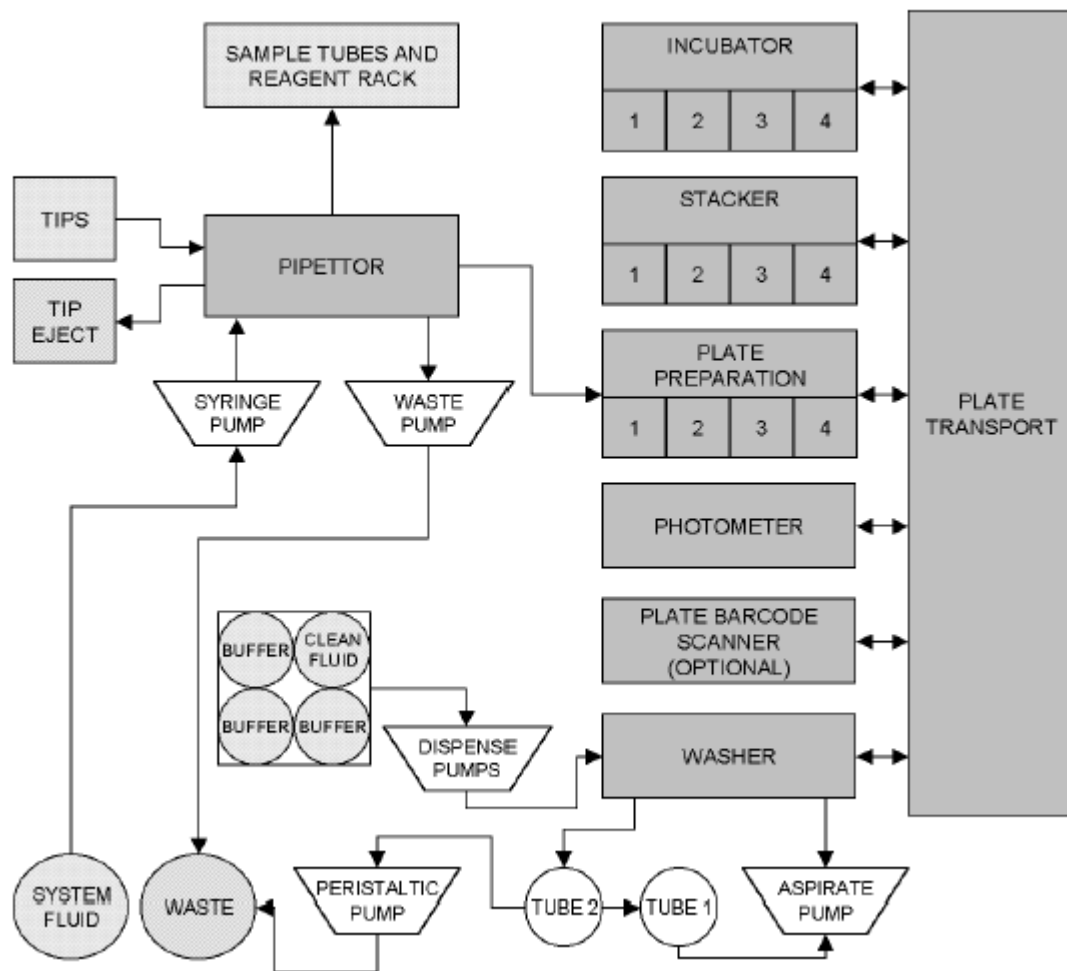 SAMPLE TUBES AND
REAGENT RACK
INCUBATOR
1 2 3 4
TIPS
STACKER
1 2 3 4
PIPETTOR
TIP
EJECT
PLATE
PREPARATION
1 2 3 4
SYRINGE
PUMP
WASTE
PUMP
PLATE
TRANSPORT
PHOTOMETER
PLATE BARCODE
SCANNER
(OPTIONAL)
BUFFER
CLEAN
FLUID
BUFFER
BUFFER
DISPENSE
PUMPS
WASHER
SYSTEM
FLUID
WASTE
PERISTALTIC
PUMP
TUBE 2
TUBE 1
ASPIRATE
PUMP